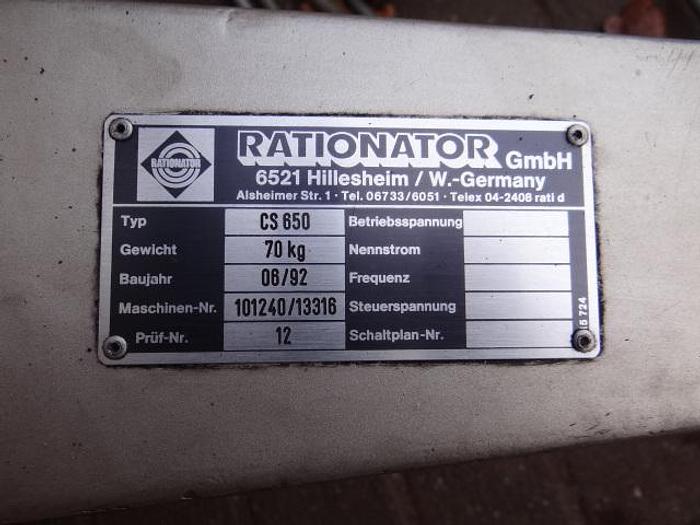 RATIONATOR
RATIONATOR GmbH
6521 Hillesheim / W.-Germany
Alsheimer Str. 1 · Tel. 06733/6051 · Telex 04-2408 rati d
Typ CS 650 Betriebsspannung
Gewicht 70 kg Nennstrom
Baujahr 06/92 Frequenz
Maschinen-Nr. 101240/13316 Steuerspannung
Prüf-Nr. 12 Schaltplan-Nr.
15 724